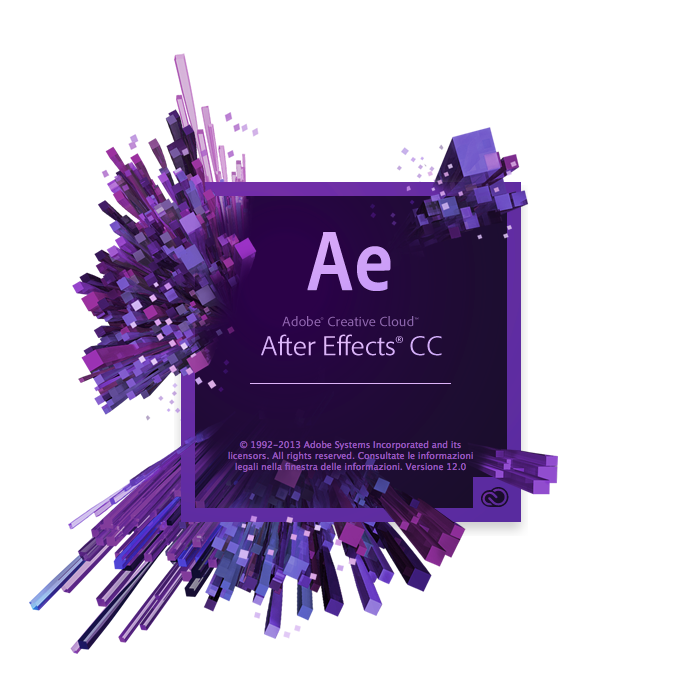 Ae
Adobe® Creative Cloud™
After Effects® CC
© 1992-2013 Adobe Systems Incorporated and its
licensors. All rights reserved. Consultate le informazioni
legali nella finestra delle informazioni. Versione 12.0